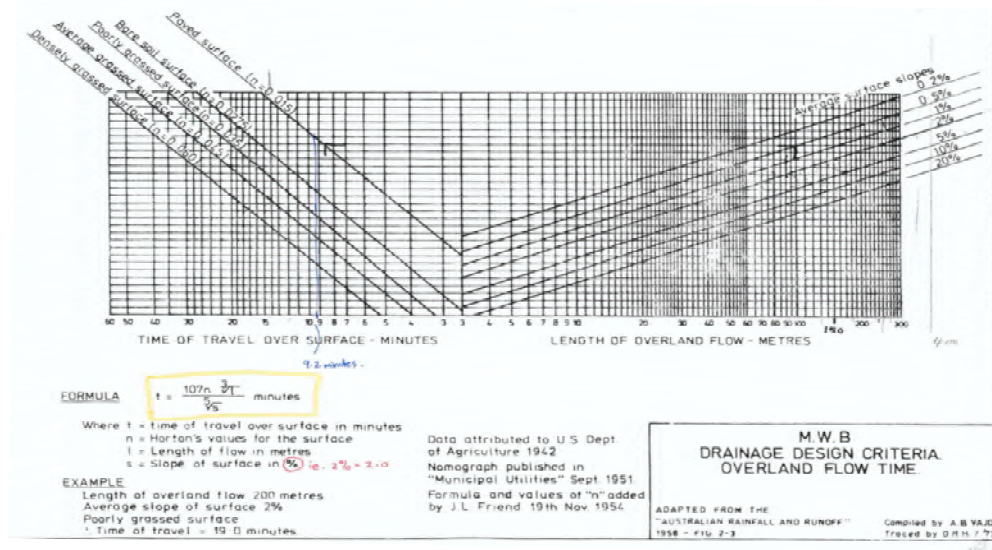 Paved surface (n=0.015)
Bare soil surface (n=0.0275)
Poorly grassed surface (n=0.035)
Average grassed surface (n=0.045)
Densely grassed surface (n=0.060)
Average surface slopes
0.2%
0.5%
1%
2%
5%
10%
20%
60 50 40 30 20 15 10 9 8 7 6 5 4 3 3 4 5 6 7 8 9 10 20 30 40 50 60 70 80 90 100 150 200 300
TIME OF TRAVEL OVER SURFACE - MINUTES
LENGTH OF OVERLAND FLOW - METRES
9.2 minutes.
FORMULA t = 107n ∛l / ⁵√s minutes
Where t = time of travel over surface in minutes
n = Horton's values for the surface
l = Length of flow in metres
s = Slope of surface in % ie. 2% = 2.0
EXAMPLE
Length of overland flow 200 metres
Average slope of surface 2%
Poorly grassed surface
∴ Time of travel = 19.0 minutes.
Data attributed to U.S. Dept.
of Agriculture 1942
Nomograph published in
"Municipal Utilities" Sept. 1951.
Formula and values of "n" added
by J.L. Friend 19th Nov. 1954
M.W.B
DRAINAGE DESIGN CRITERIA.
OVERLAND FLOW TIME.
ADAPTED FROM THE
"AUSTRALIAN RAINFALL AND RUNOFF"
1958 - FIG 2-3
Compiled by A.B.
Traced by